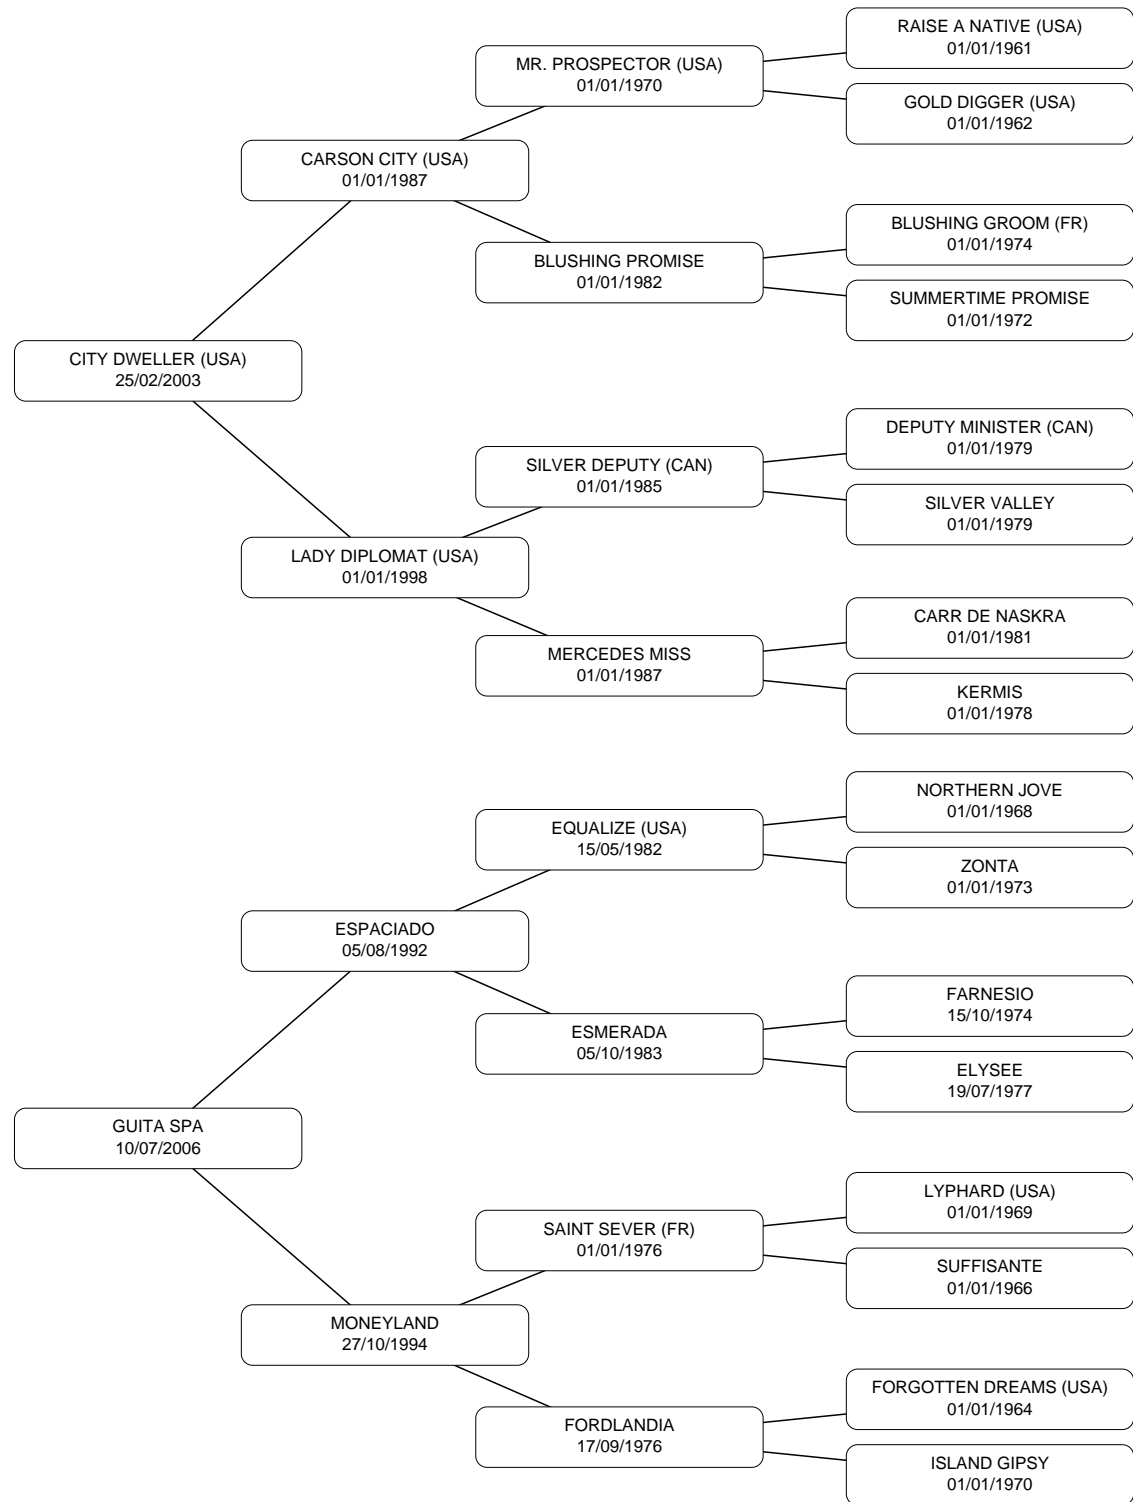 RAISE A NATIVE (USA)
01/01/1961
MR. PROSPECTOR (USA)
01/01/1970
GOLD DIGGER (USA)
01/01/1962
CARSON CITY (USA)
01/01/1987
BLUSHING GROOM (FR)
01/01/1974
BLUSHING PROMISE
01/01/1982
SUMMERTIME PROMISE
01/01/1972
CITY DWELLER (USA)
25/02/2003
DEPUTY MINISTER (CAN)
01/01/1979
SILVER DEPUTY (CAN)
01/01/1985
SILVER VALLEY
01/01/1979
LADY DIPLOMAT (USA)
01/01/1998
CARR DE NASKRA
01/01/1981
MERCEDES MISS
01/01/1987
KERMIS
01/01/1978
NORTHERN JOVE
01/01/1968
EQUALIZE (USA)
15/05/1982
ZONTA
01/01/1973
ESPACIADO
05/08/1992
FARNESIO
15/10/1974
ESMERADA
05/10/1983
ELYSEE
19/07/1977
GUITA SPA
10/07/2006
LYPHARD (USA)
01/01/1969
SAINT SEVER (FR)
01/01/1976
SUFFISANTE
01/01/1966
MONEYLAND
27/10/1994
FORGOTTEN DREAMS (USA)
01/01/1964
FORDLANDIA
17/09/1976
ISLAND GIPSY
01/01/1970